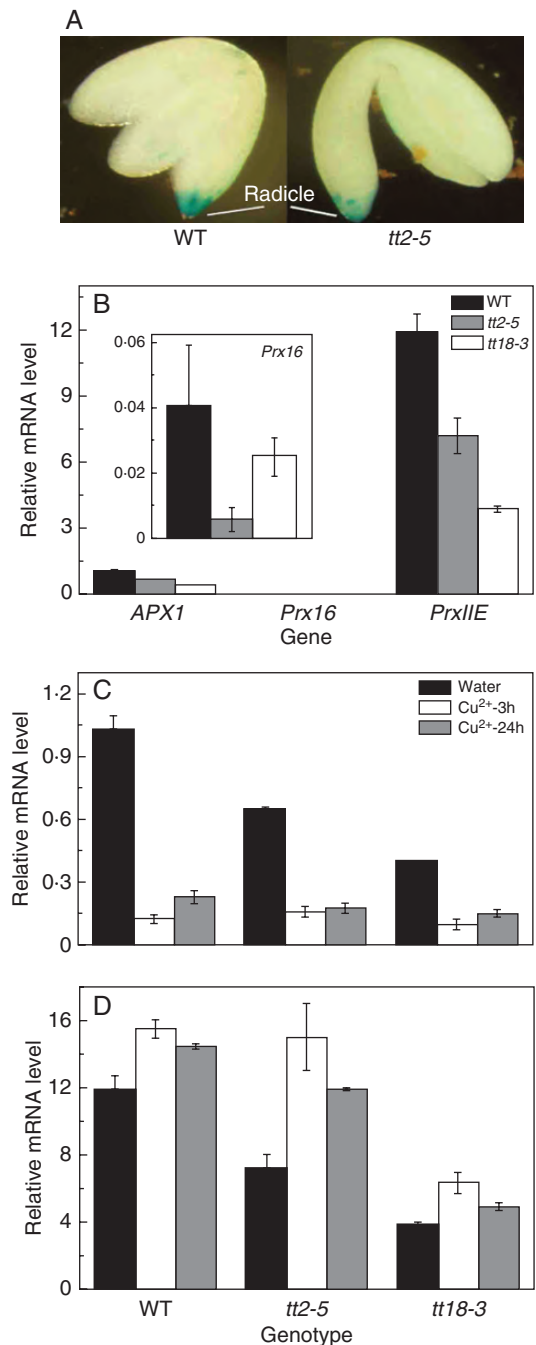 A
Radicle
WT
tt2-5
B
WT
tt2-5
tt18-3
Prx16
0·06
0·04
0·02
0
12
9
6
3
0
Relative mRNA level
APX1
Prx16
PrxIIE
Gene
C
Water
Cu²⁺-3h
Cu²⁺-24h
1·2
0·9
0·6
0·3
0
Relative mRNA level
D
16
12
8
4
0
Relative mRNA level
WT
tt2-5
tt18-3
Genotype